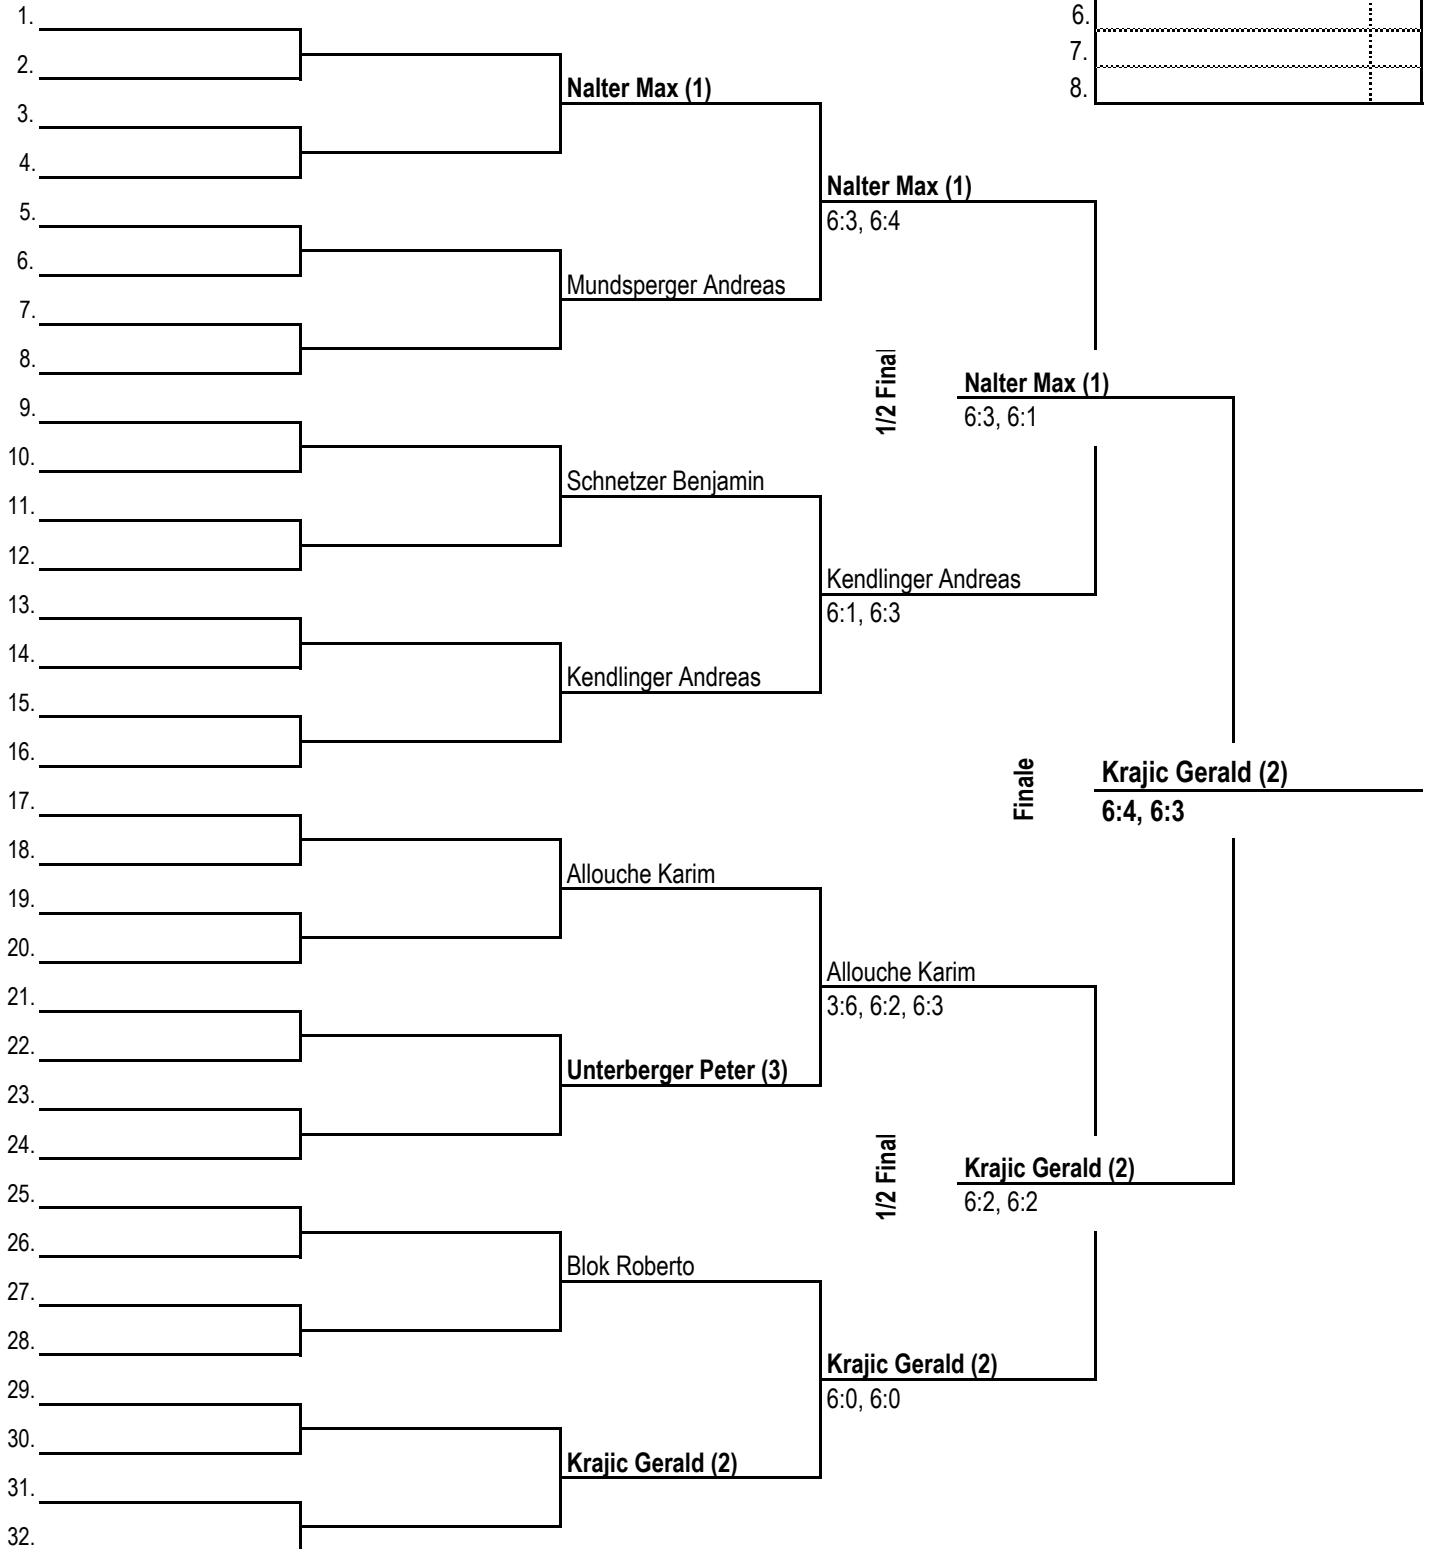 1.
6.
2.
7.
Nalter Max (1)
8.
3.
4.
Nalter Max (1)
5.
6:3, 6:4
6.
Mundsperger Andreas
7.
8.
1/2 Final
Nalter Max (1)
9.
6:3, 6:1
10.
Schnetzer Benjamin
11.
12.
Kendlinger Andreas
13.
6:1, 6:3
14.
Kendlinger Andreas
15.
16.
Finale
Krajic Gerald (2)
17.
6:4, 6:3
18.
Allouche Karim
19.
20.
Allouche Karim
21.
3:6, 6:2, 6:3
22.
Unterberger Peter (3)
23.
24.
1/2 Final
Krajic Gerald (2)
25.
6:2, 6:2
26.
Blok Roberto
27.
28.
Krajic Gerald (2)
29.
6:0, 6:0
30.
Krajic Gerald (2)
31.
32.